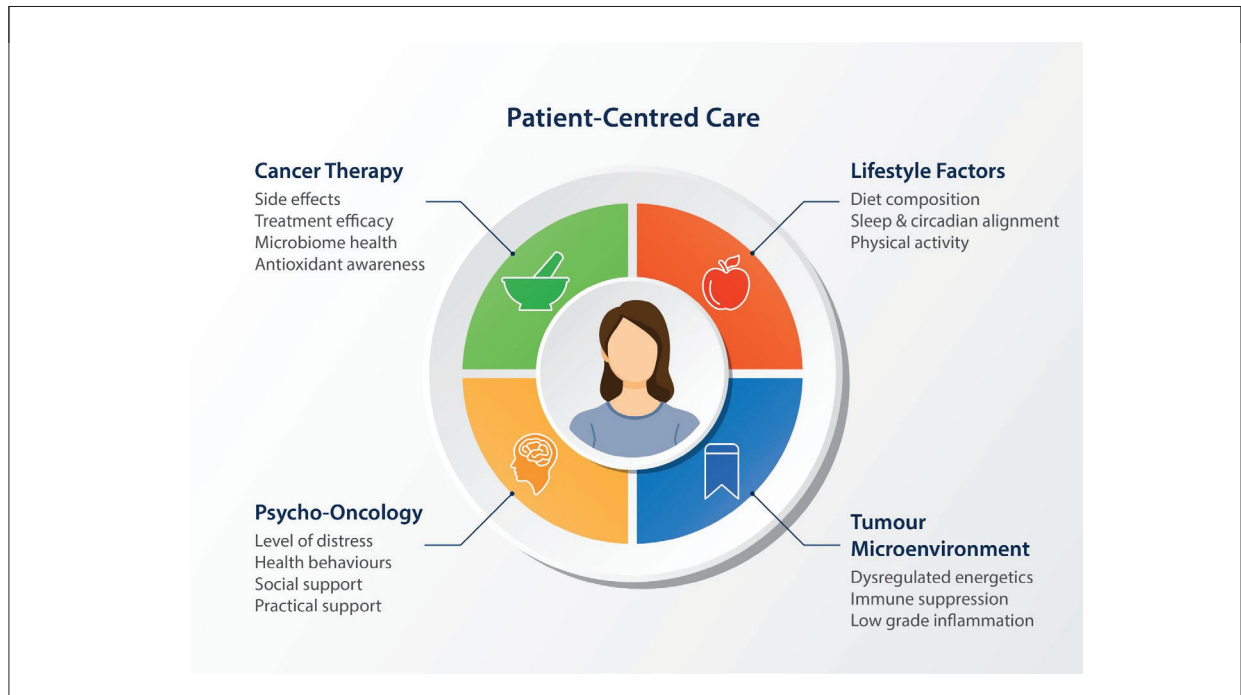 Patient-Centred Care
Cancer Therapy
Side effects
Treatment efficacy
Microbiome health
Antioxidant awareness
Lifestyle Factors
Diet composition
Sleep & circadian alignment
Physical activity
Psycho-Oncology
Level of distress
Health behaviours
Social support
Practical support
Tumour
Microenvironment
Dysregulated energetics
Immune suppression
Low grade inflammation